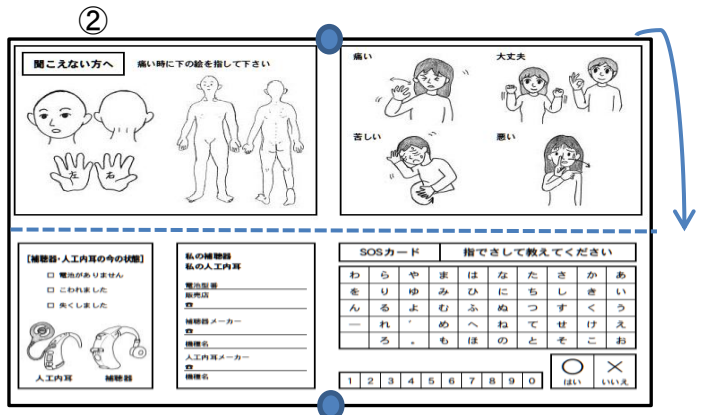 ②
聞こえない方へ 痛い時に下の絵を指して下さい
左 右
痛い 大丈夫
苦しい 悪い
[補聴器・人工内耳の今の状態]
□ 電池がありません
□ こわれました
□ 失くしました
人工内耳 補聴器
私の補聴器
私の人工内耳
電池型番
販売店
☎
補聴器メーカー
☎
機種名
人工内耳メーカー
☎
機種名
SOSカード 指でさして教えてください
わ ら や ま は な た さ か あ
を り ゆ み ひ に ち し き い
ん る よ む ふ ぬ つ す く う
ー れ ゛ め へ ね て せ け え
ろ 。 も ほ の と そ こ お
1 2 3 4 5 6 7 8 9 0
○ ×
はい いいえ